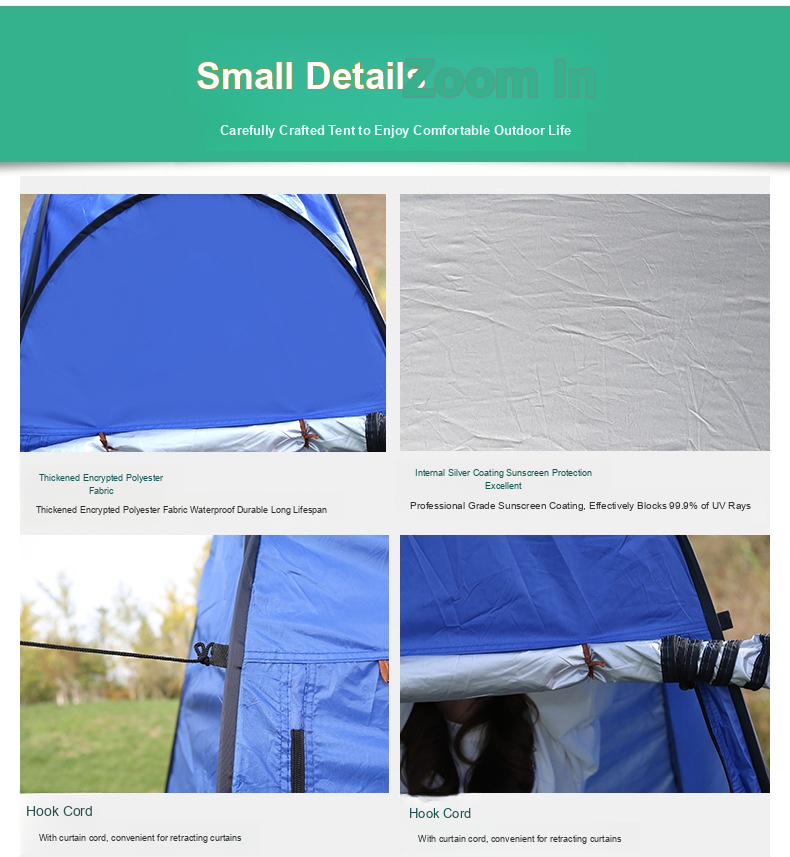 Small Details Zoom In
Carefully Crafted Tent to Enjoy Comfortable Outdoor Life
Thickened Encrypted Polyester
Fabric
Thickened Encrypted Polyester Fabric Waterproof Durable Long Lifespan
Internal Silver Coating Sunscreen Protection
Excellent
Professional Grade Sunscreen Coating, Effectively Blocks 99.9% of UV Rays
Hook Cord
With curtain cord, convenient for retracting curtains
Hook Cord
With curtain cord, convenient for retracting curtains